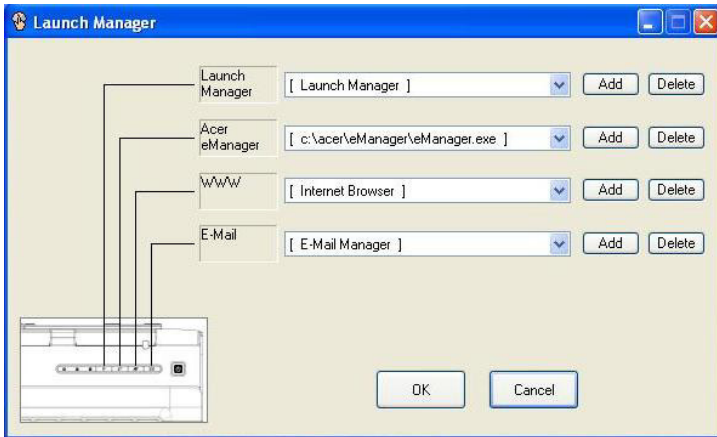 Launch Manager
Launch
Manager
[ Launch Manager ]
Add
Delete
Acer
eManager
[ c:\acer\eManager\eManager.exe ]
Add
Delete
WWW
[ Internet Browser ]
Add
Delete
E-Mail
[ E-Mail Manager ]
Add
Delete
OK
Cancel